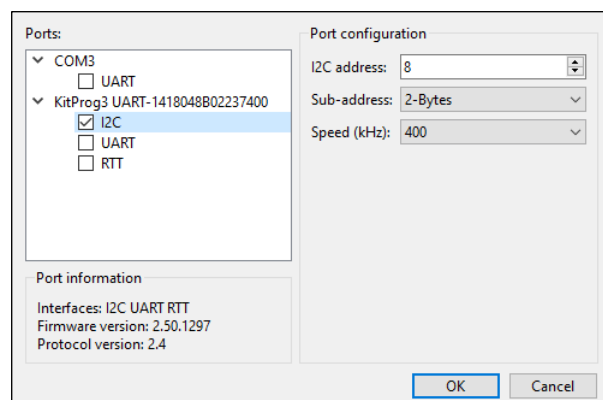 Ports:
COM3
UART
KitProg3 UART-1418048B02237400
I2C
UART
RTT
Port information
Interfaces: I2C UART RTT
Firmware version: 2.50.1297
Protocol version: 2.4
Port configuration
I2C address: 8
Sub-address: 2-Bytes
Speed (kHz): 400
OK Cancel